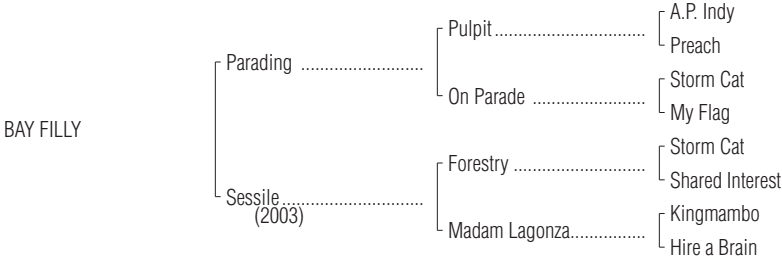 A.P. Indy
Pulpit..............................
Preach
Parading ........................
On Parade ......................
Storm Cat
My Flag
BAY FILLY
Forestry ..........................
Storm Cat
Shared Interest
Sessile............................
(2003)
Madam Lagonza...............
Kingmambo
Hire a Brain